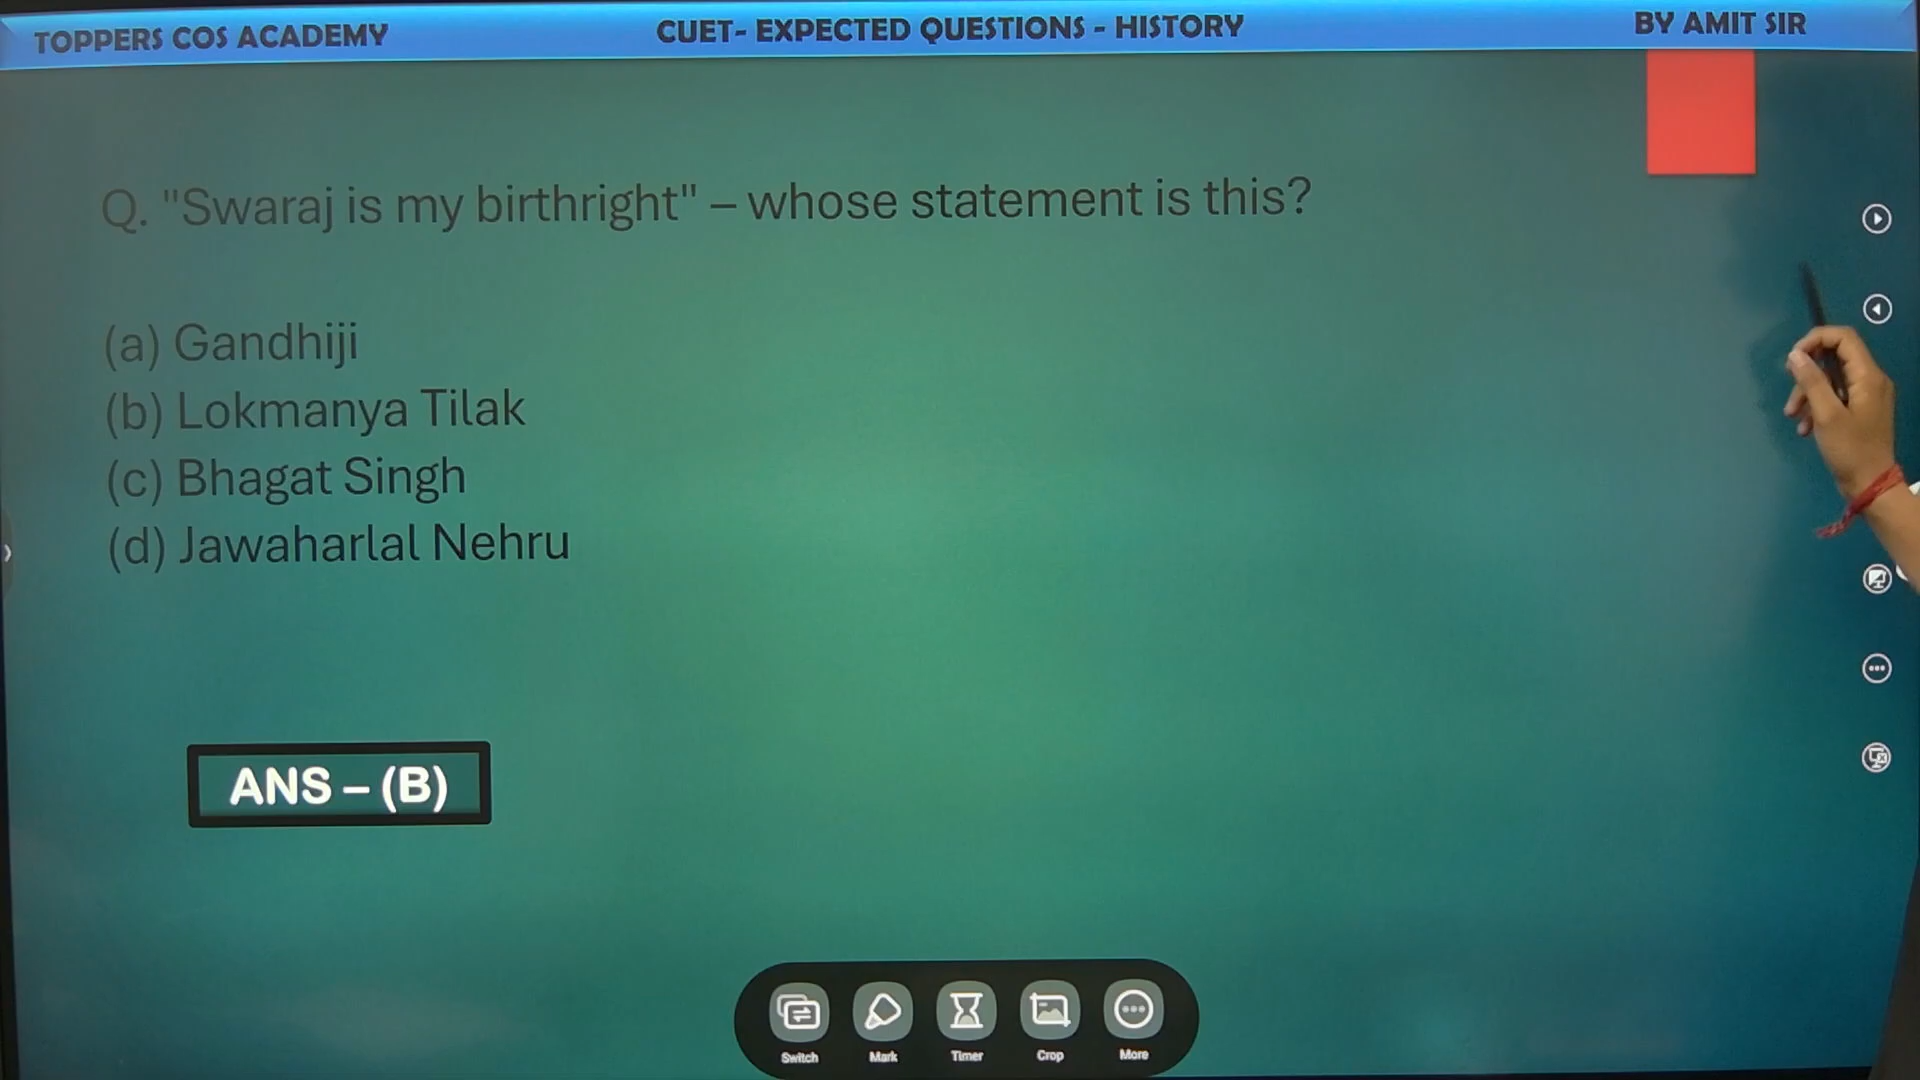 TOPPERS COS ACADEMY CUET- EXPECTED QUESTIONS - HISTORY BY AMIT SIR
Q. "Swaraj is my birthright" – whose statement is this?
(a) Gandhiji
(b) Lokmanya Tilak
(c) Bhagat Singh
(d) Jawaharlal Nehru
ANS – (B)
Switch Mark Timer Crop More